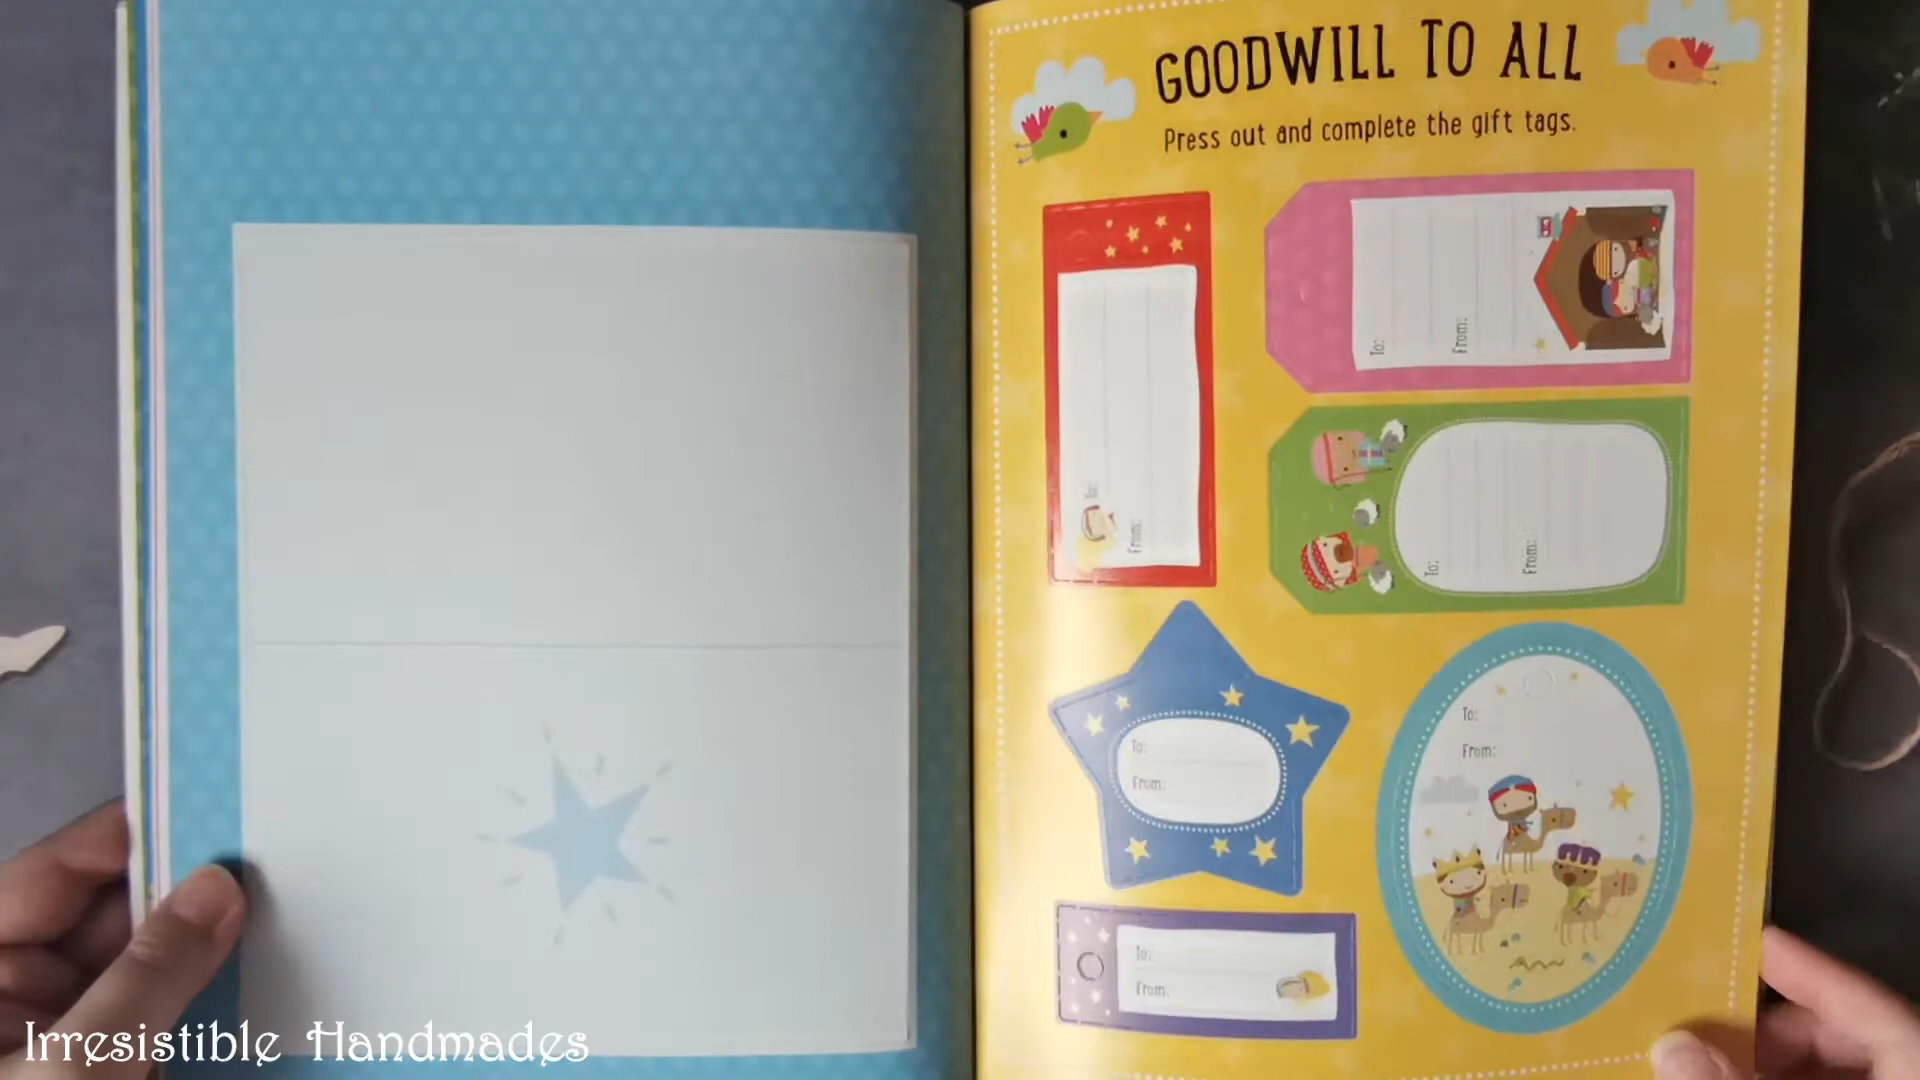 GOODWILL TO ALL
Press out and complete the gift tags.
To:
From:
To:
From:
To:
From:
To:
From:
To:
From:
To:
From:
Irresistible Handmades